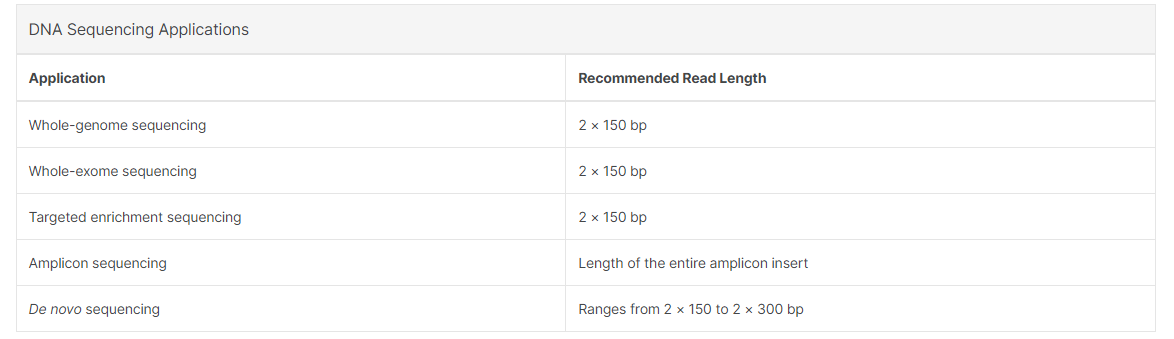 DNA Sequencing Applications
Application Recommended Read Length
Whole-genome sequencing 2 × 150 bp
Whole-exome sequencing 2 × 150 bp
Targeted enrichment sequencing 2 × 150 bp
Amplicon sequencing Length of the entire amplicon insert
De novo sequencing Ranges from 2 × 150 to 2 × 300 bp